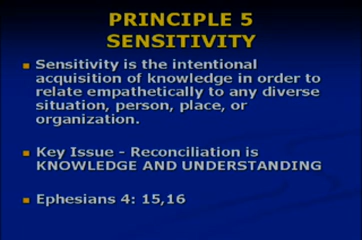 PRINCIPLE 5
SENSITIVITY
Sensitivity is the intentional
acquisition of knowledge in order to
relate empathetically to any diverse
situation, person, place, or
organization.
Key Issue - Reconciliation is
KNOWLEDGE AND UNDERSTANDING
Ephesians 4: 15,16